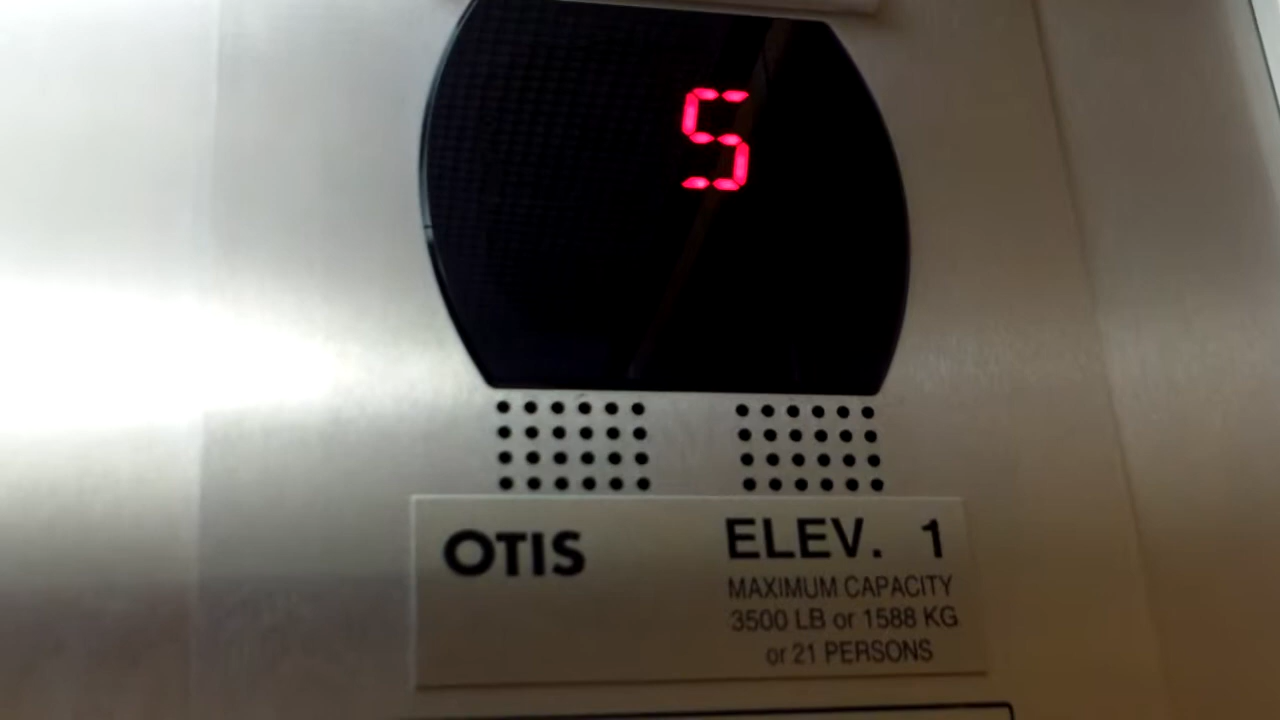 5
OTIS
ELEV. 1
MAXIMUM CAPACITY
3500 LB or 1588 KG
or 21 PERSONS